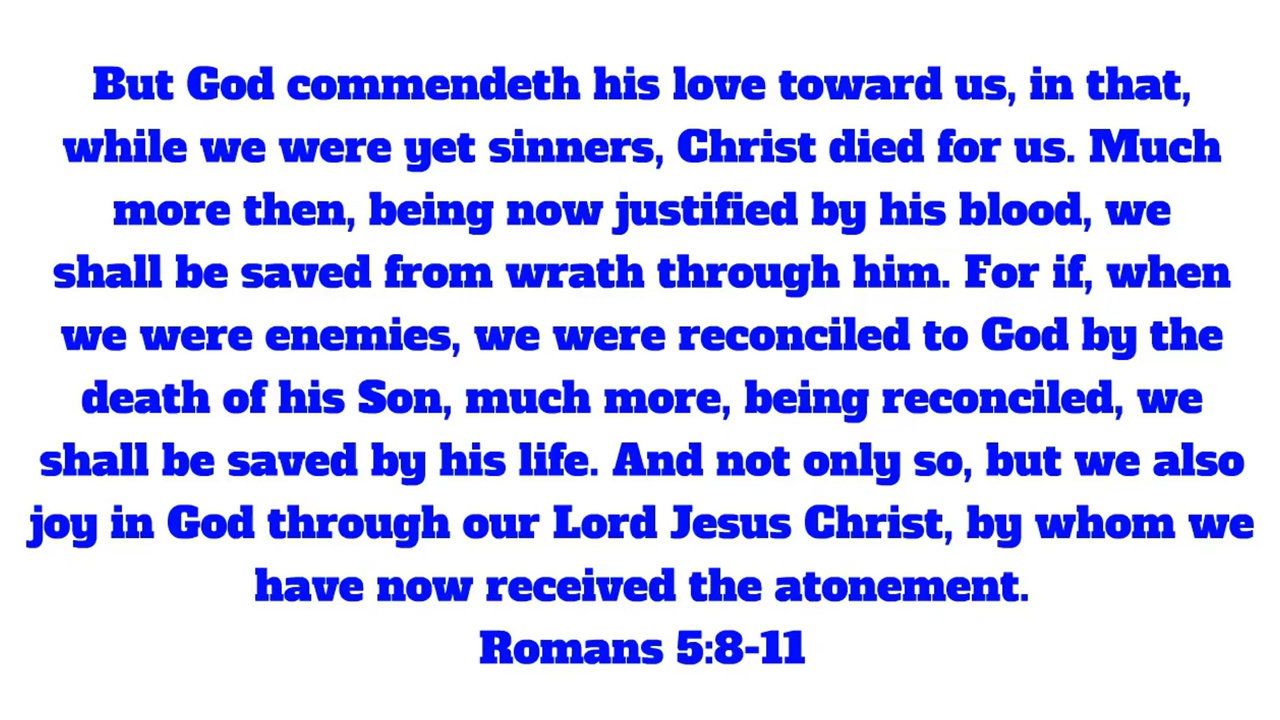 But God commendeth his love toward us, in that,
while we were yet sinners, Christ died for us. Much
more then, being now justified by his blood, we
shall be saved from wrath through him. For if, when
we were enemies, we were reconciled to God by the
death of his Son, much more, being reconciled, we
shall be saved by his life. And not only so, but we also
joy in God through our Lord Jesus Christ, by whom we
have now received the atonement.
Romans 5:8-11